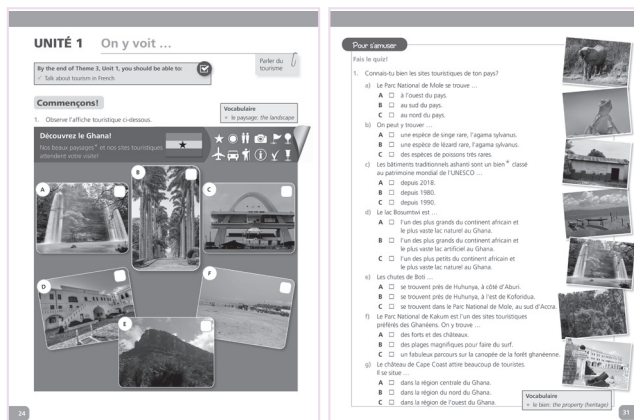 UNITÉ 1 On y voit ...
Parler du
tourisme
By the end of Theme 3, Unit 1, you should be able to:
✓ Talk about tourism in French
Commençons!
Vocabulaire
* le paysage: the landscape
1. Observe l'affiche touristique ci-dessous.
Découvrez le Ghana!
Nos beaux paysages* et nos sites touristiques
attendent votre visite!
A
B
C
D
F
E
24
Pour s'amuser
Fais le quiz!
1. Connais-tu bien les sites touristiques de ton pays?
a) Le Parc National de Mole se trouve ...
A □ à l'ouest du pays.
B □ au sud du pays.
C □ au nord du pays.
b) On peut y trouver ...
A □ une espèce de singe rare, l'agama sylvanus.
B □ une espèce de lézard rare, l'agama sylvanus.
C □ des espèces de poissons très rares.
c) Les bâtiments traditionnels ashanti sont un bien* classé
au patrimoine mondial de l'UNESCO ...
A □ depuis 2018.
B □ depuis 1980.
C □ depuis 1990.
d) Le lac Bosumtwi est ...
A □ l'un des plus grands du continent africain et
le plus vaste lac naturel au Ghana.
B □ l'un des plus grands du continent africain et
le plus vaste lac artificiel au Ghana.
C □ l'un des plus petits du continent africain et
le plus vaste lac naturel au Ghana.
e) Les chutes de Boti ...
A □ se trouvent près de Huhunya, à côté d'Aburi.
B □ se trouvent près de Huhunya, à l'est de Koforidua.
C □ se trouvent dans le Parc National de Mole, au sud d'Accra.
f) Le Parc National de Kakum est l'un des sites touristiques
préférés des Ghanéens. On y trouve ...
A □ des forts et des châteaux.
B □ des plages magnifiques pour faire du surf.
C □ un fabuleux parcours sur la canopée de la forêt ghanéenne.
g) Le château de Cape Coast attire beaucoup de touristes.
Il se situe ...
A □ dans la région centrale du Ghana.
B □ dans la région du nord du Ghana.
C □ dans la région de l'ouest du Ghana.
Vocabulaire
* le bien: the property (heritage)
31